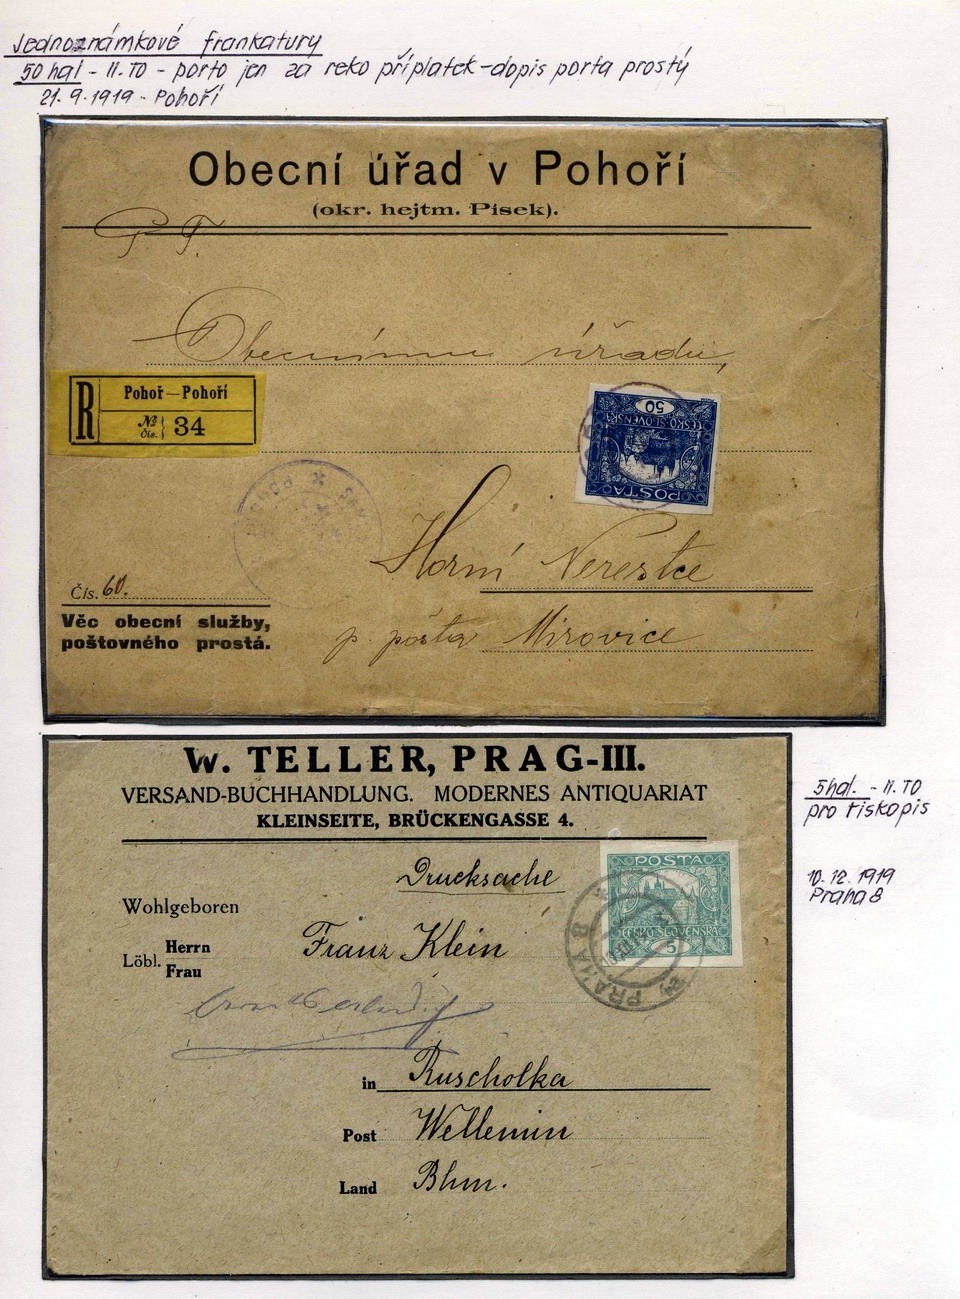 Jednoznámkové frankatury
50 hal - II. TO - porto jen za reko příplatek - dopis porta prostý
21. 9. 1919 - Pohoří
Obecní úřad v Pohoří
(okr. hejtm. Písek).
P. T.
Obecnímu úřadu,
R
Pohoř — Pohoří
№ čís. 34
50
ČESKO-SLOVENSKÁ
POŠTA
Horní Nerestce
Čís. 60.
Věc obecní služby,
poštovného prostá.
p. pošta Mirovice
W. TELLER, PRAG-III.
VERSAND-BUCHHANDLUNG. MODERNES ANTIQUARIAT
KLEINSEITE, BRÜCKENGASSE 4.
5hal. - II. TO
pro tiskopis
10. 12. 1919
Praha 8
Drucksache
POŠTA
ČESKO-SLOVENSKÁ
5
PRAHA 8
Wohlgeboren
Löbl. Herrn
Frau
Franz Klein
in Ruscholka
Post Wellemin
Land Bhm.